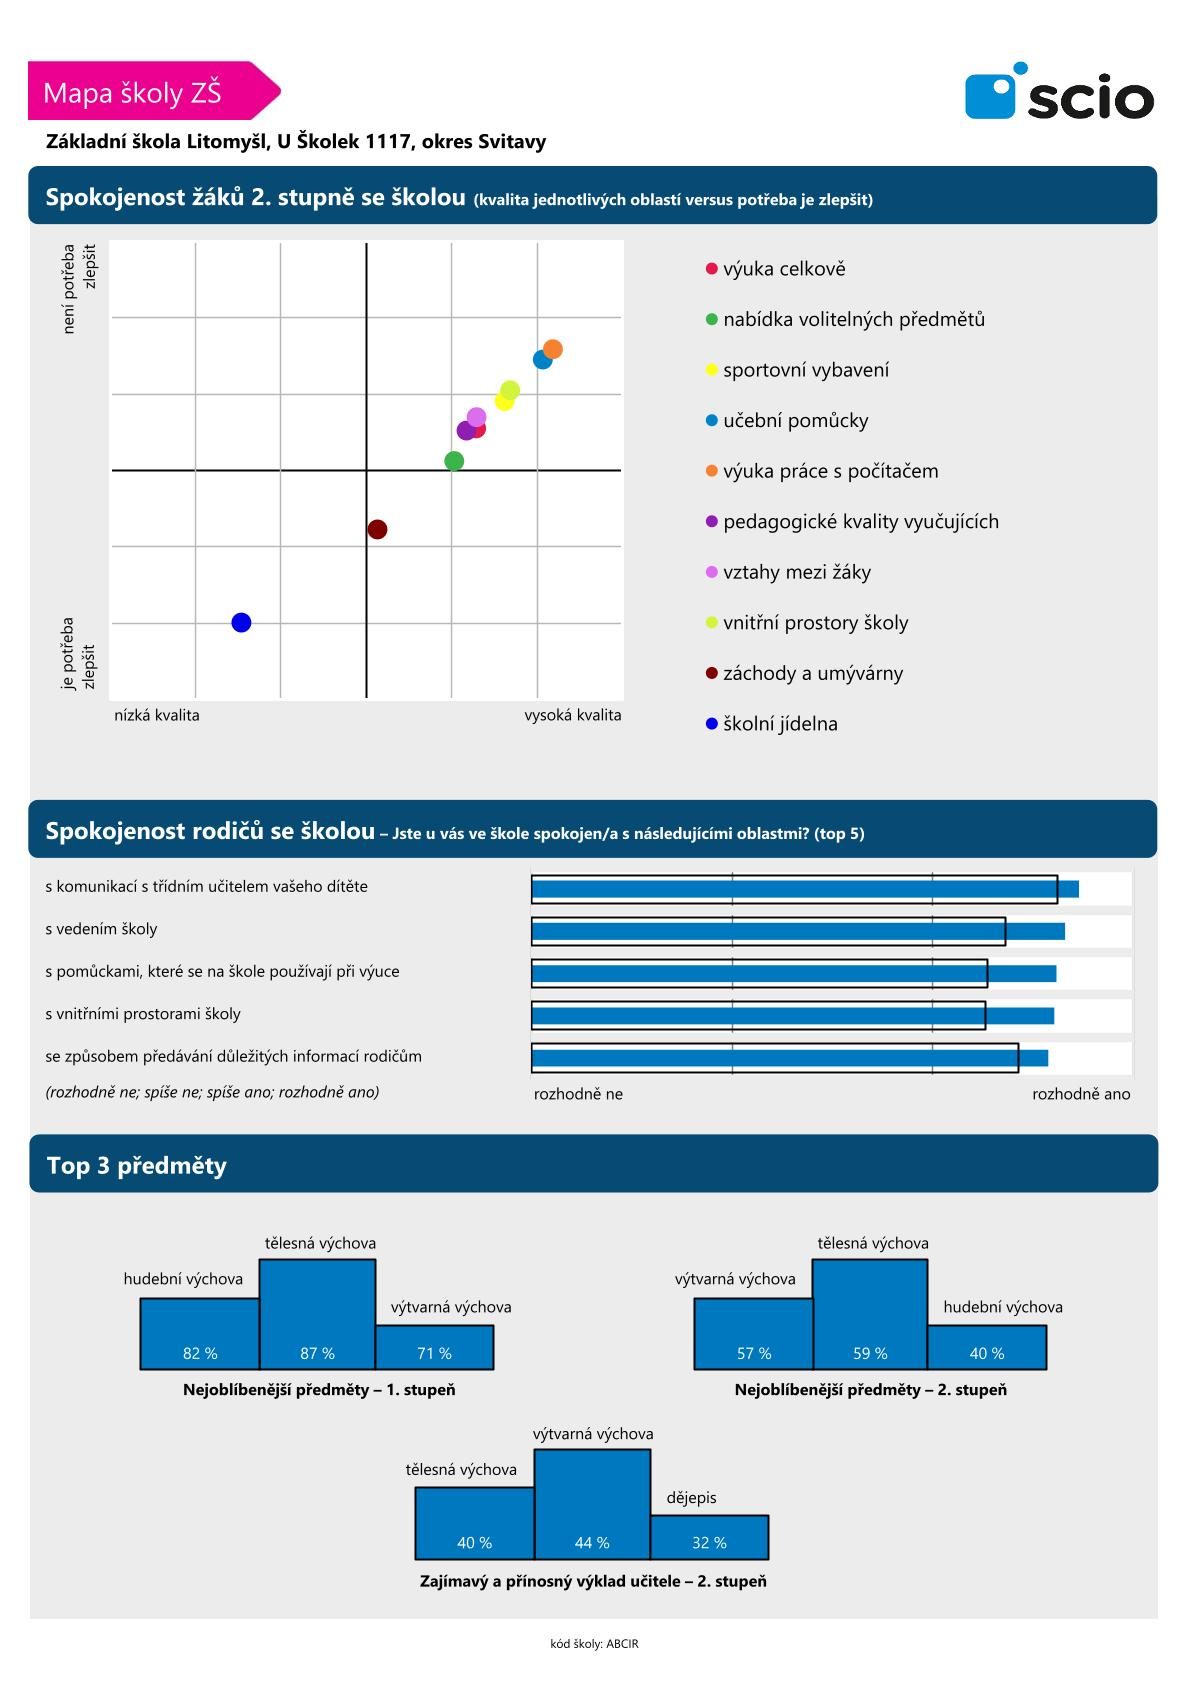 Mapa školy ZŠ
scio
Základní škola Litomyšl, U Školek 1117, okres Svitavy
Spokojenost žáků 2. stupně se školou (kvalita jednotlivých oblastí versus potřeba je zlepšit)
není potřeba
zlepšit
je potřeba
zlepšit
nízká kvalita
vysoká kvalita
výuka celkově
nabídka volitelných předmětů
sportovní vybavení
učební pomůcky
výuka práce s počítačem
pedagogické kvality vyučujících
vztahy mezi žáky
vnitřní prostory školy
záchody a umývárny
školní jídelna
Spokojenost rodičů se školou – Jste u vás ve škole spokojen/a s následujícími oblastmi? (top 5)
s komunikací s třídním učitelem vašeho dítěte
s vedením školy
s pomůckami, které se na škole používají při výuce
s vnitřními prostorami školy
se způsobem předávání důležitých informací rodičům
(rozhodně ne; spíše ne; spíše ano; rozhodně ano)
rozhodně ne
rozhodně ano
Top 3 předměty
tělesná výchova
hudební výchova
výtvarná výchova
82 % 87 % 71 %
Nejoblíbenější předměty – 1. stupeň
tělesná výchova
výtvarná výchova
hudební výchova
57 % 59 % 40 %
Nejoblíbenější předměty – 2. stupeň
výtvarná výchova
tělesná výchova
dějepis
40 % 44 % 32 %
Zajímavý a přínosný výklad učitele – 2. stupeň
kód školy: ABCIR